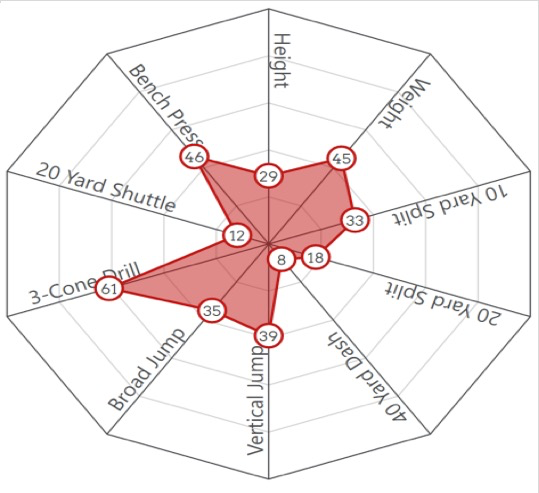 Height
Weight
10 Yard Split
20 Yard Split
40 Yard Dash
Vertical Jump
Broad Jump
3-Cone Drill
20 Yard Shuttle
Bench Press
29
45
33
18
8
39
35
61
12
46